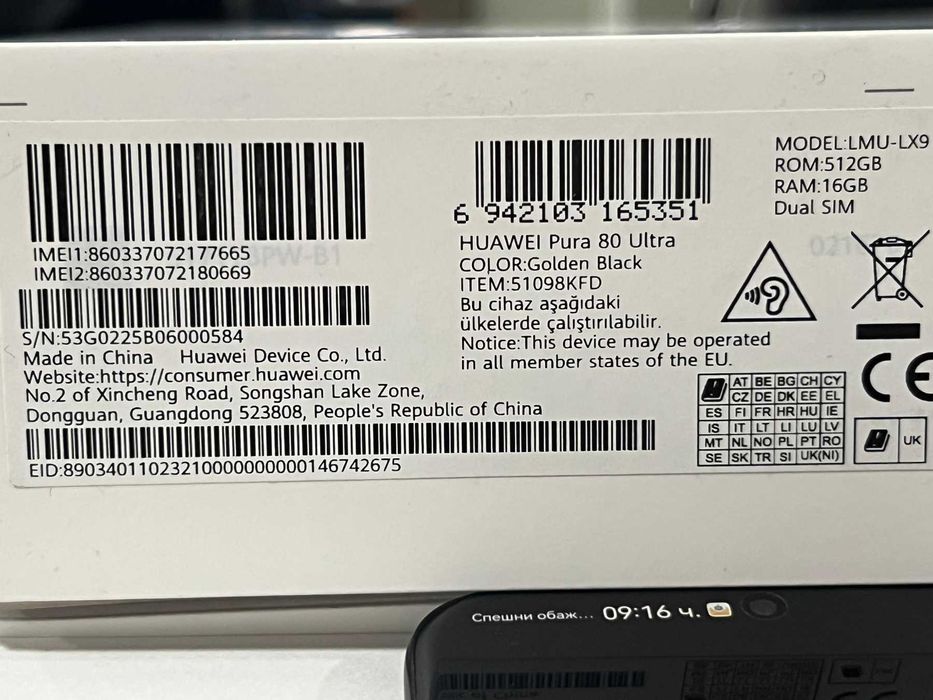 IMEI1:860337072177665
IMEI2:860337072180669
S/N:53G0225B06000584
Made in China Huawei Device Co., Ltd.
Website:https://consumer.huawei.com
No.2 of Xincheng Road, Songshan Lake Zone,
Dongguan, Guangdong 523808, People's Republic of China
EID:89034011023210000000000146742675
6 942103 165351
HUAWEI Pura 80 Ultra
COLOR:Golden Black
ITEM:51098KFD
Bu cihaz aşağıdaki
ülkelerde çalıştırılabilir.
Notice:This device may be operated
in all member states of the EU.
MODEL:LMU-LX9
ROM:512GB
RAM:16GB
Dual SIM
CE
AT BE BG CH CY
CZ DE DK EE EL
ES FI FR HR HU IE
IS IT LT LI LU LV
MT NL NO PL PT RO
SE SK TR SI UK(NI)
UK
Спешни обаж... 09:16 ч.